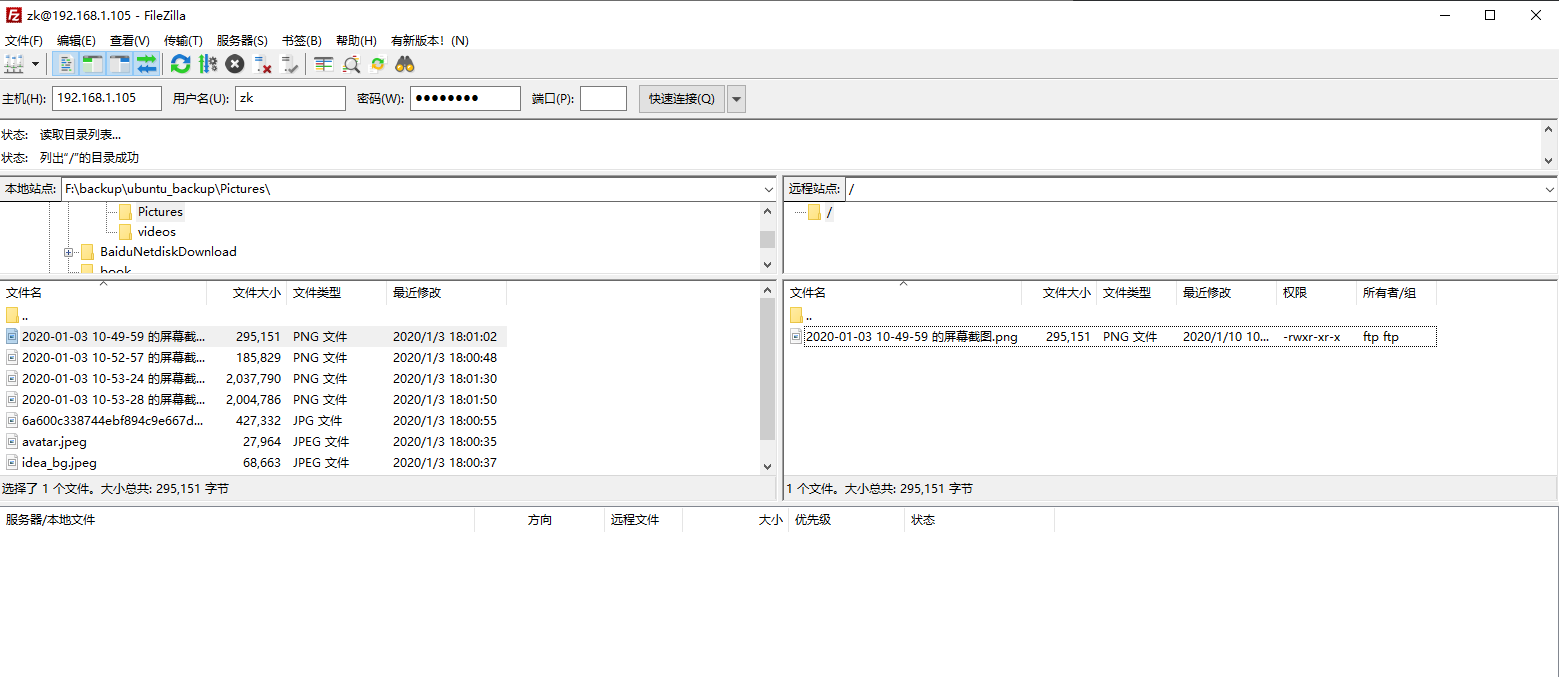 zk@192.168.1.105 - FileZilla
文件(F) 编辑(E) 查看(V) 传输(T) 服务器(S) 书签(B) 帮助(H) 有新版本！(N)
主机(H): 192.168.1.105 用户名(U): zk 密码(W): ●●●●●●●● 端口(P): 快速连接(Q)
状态: 读取目录列表...
状态: 列出“/”的目录成功
本地站点: F:\backup\ubuntu_backup\Pictures\ 远程站点: /
Pictures /
videos
BaiduNetdiskDownload
book
文件名 文件大小 文件类型 最近修改 文件名 文件大小 文件类型 最近修改 权限 所有者/组
.. ..
2020-01-03 10-49-59 的屏幕截... 295,151 PNG 文件 2020/1/3 18:01:02 2020-01-03 10-49-59 的屏幕截图.png 295,151 PNG 文件 2020/1/10 10... -rwxr-xr-x ftp ftp
2020-01-03 10-52-57 的屏幕截... 185,829 PNG 文件 2020/1/3 18:00:48
2020-01-03 10-53-24 的屏幕截... 2,037,790 PNG 文件 2020/1/3 18:01:30
2020-01-03 10-53-28 的屏幕截... 2,004,786 PNG 文件 2020/1/3 18:01:50
6a600c338744ebf894c9e667d... 427,332 JPG 文件 2020/1/3 18:00:55
avatar.jpeg 27,964 JPEG 文件 2020/1/3 18:00:35
idea_bg.jpeg 68,663 JPEG 文件 2020/1/3 18:00:37
选择了 1 个文件。大小总共: 295,151 字节 1 个文件。大小总共: 295,151 字节
服务器/本地文件 方向 远程文件 大小 优先级 状态